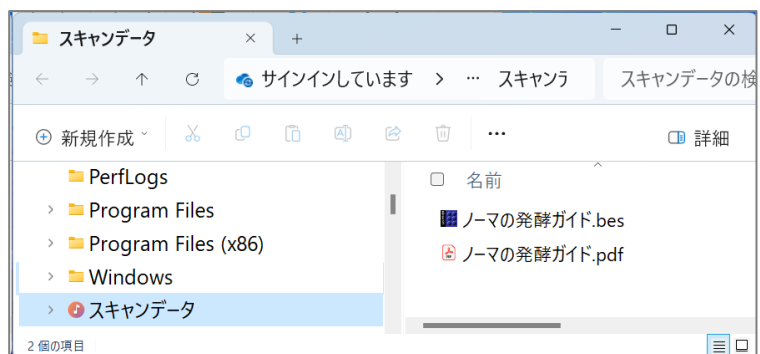 スキャンデータ
サインインしています > … スキャンラ スキャンデータの検
新規作成 … 詳細
PerfLogs
Program Files
Program Files (x86)
Windows
スキャンデータ
名前
ノーマの発酵ガイド.bes
ノーマの発酵ガイド.pdf
2 個の項目